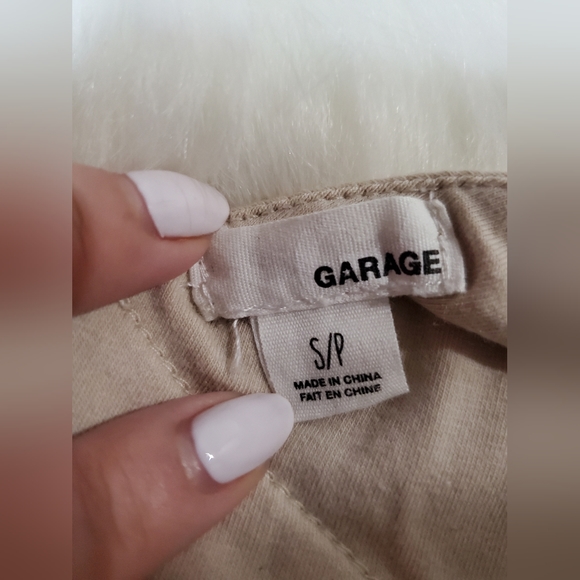 GARAGE
S/P
MADE IN CHINA
FAIT EN CHINE